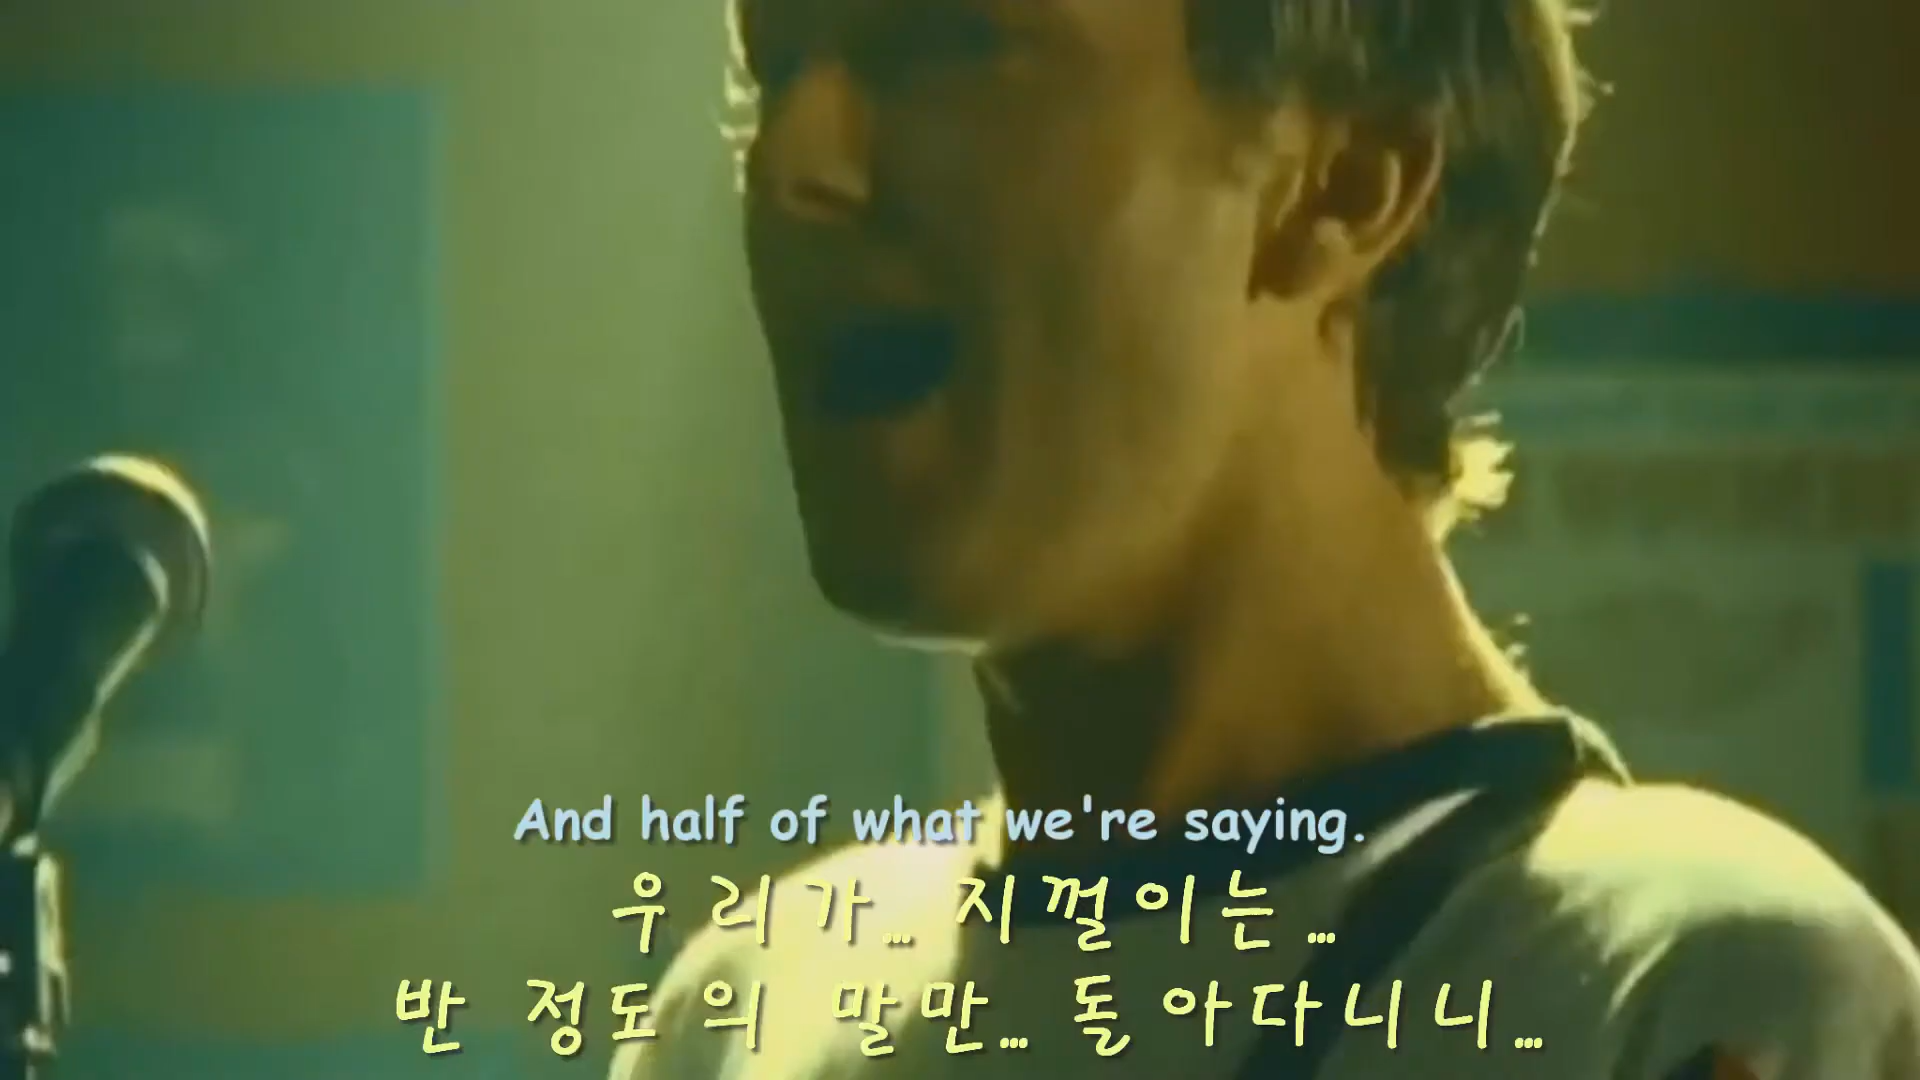 And half of what we're saying.
우리가... 지껄이는...
반 정도의 말만... 돌아다니니...